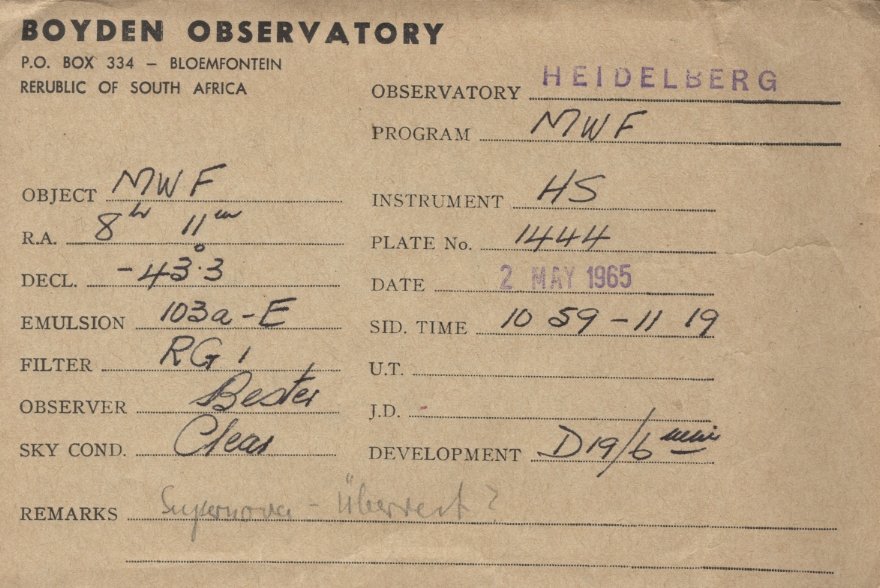 BOYDEN OBSERVATORY
P.O. BOX 334 – BLOEMFONTEIN
RERUBLIC OF SOUTH AFRICA
OBSERVATORY HEIDELBERG
PROGRAM MWF
OBJECT MWF
R.A. 8h 11m
DECL. -43°.3
EMULSION 103a-E
FILTER RG 1
OBSERVER Bester
SKY COND. Clear
INSTRUMENT HS
PLATE No. 1444
DATE 2 MAY 1965
SID. TIME 10 59 - 11 19
U.T.
J.D. -
DEVELOPMENT D19/6 min
REMARKS Supernova - Überrest?